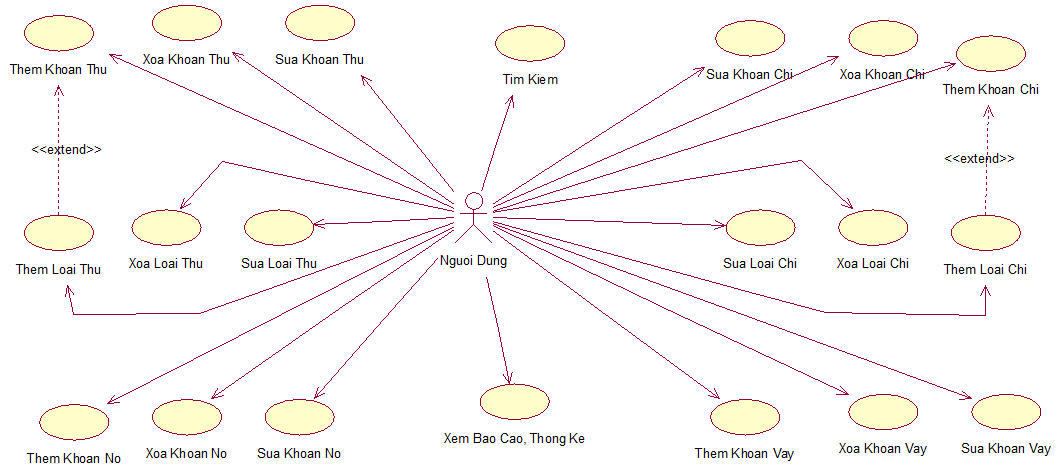 Them Khoan Thu
Xoa Khoan Thu
Sua Khoan Thu
Tim Kiem
Sua Khoan Chi
Xoa Khoan Chi
Them Khoan Chi
<<extend>>
<<extend>>
Them Loai Thu
Xoa Loai Thu
Sua Loai Thu
Nguoi Dung
Sua Loai Chi
Xoa Loai Chi
Them Loai Chi
Them Khoan No
Xoa Khoan No
Sua Khoan No
Xem Bao Cao, Thong Ke
Them Khoan Vay
Xoa Khoan Vay
Sua Khoan Vay